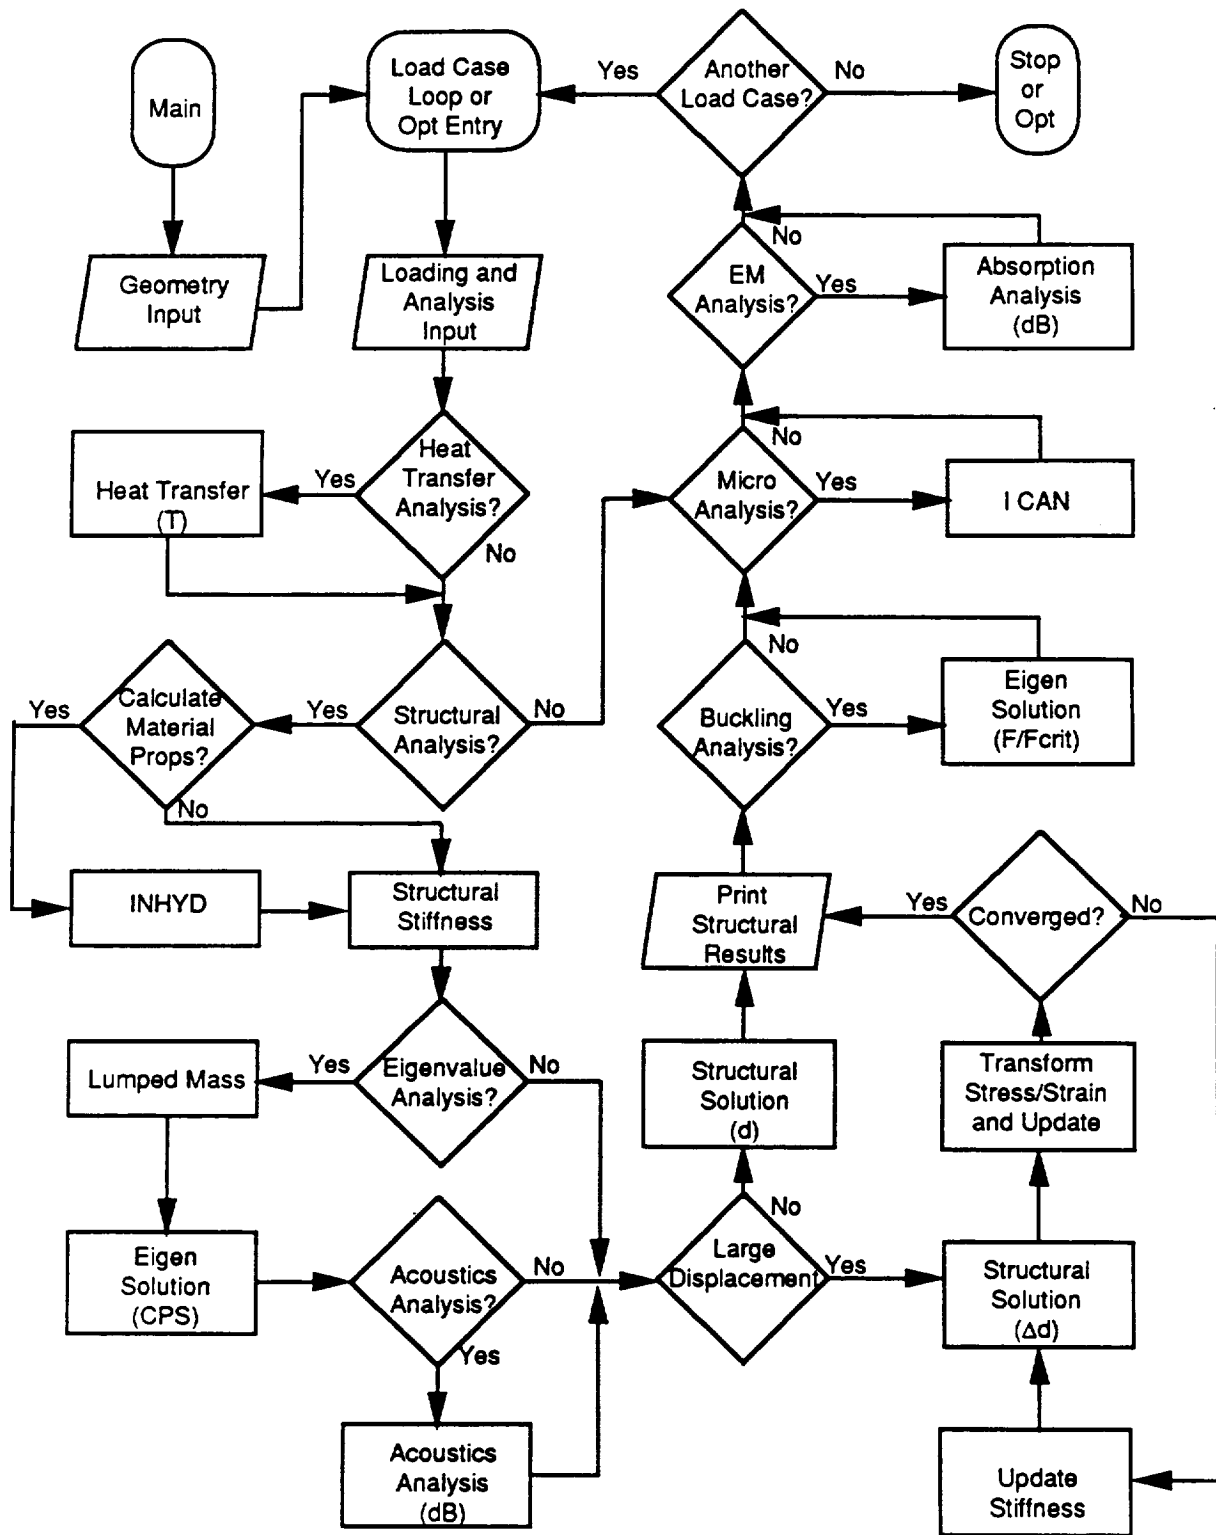 Main
Load Case
Loop or
Opt Entry
Yes
Another
Load Case?
No
Stop
or
Opt
Geometry
Input
Loading and
Analysis
Input
No
EM
Analysis?
Yes
Absorption
Analysis
(dB)
Heat Transfer
(T)
Yes
Heat
Transfer
Analysis?
No
No
Micro
Analysis?
Yes
I CAN
Yes
Calculate
Material
Props?
No
Yes
Structural
Analysis?
No
No
Buckling
Analysis?
Yes
Eigen
Solution
(F/Fcrit)
INHYD
Structural
Stiffness
Print
Structural
Results
Yes
Converged?
No
Lumped Mass
Yes
Eigenvalue
Analysis?
No
Structural
Solution
(d)
Transform
Stress/Strain
and Update
Eigen
Solution
(CPS)
Acoustics
Analysis?
No
Yes
No
Large
Displacement
Yes
Structural
Solution
(Δd)
Acoustics
Analysis
(dB)
Update
Stiffness